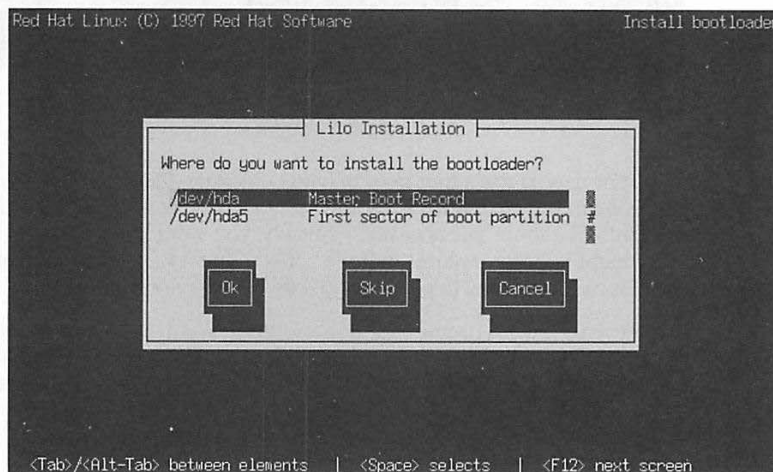 Red Hat Linux (C) 1997 Red Hat Software Install bootloader
Lilo Installation
Where do you want to install the bootloader?
/dev/hda Master Boot Record
/dev/hda5 First sector of boot partition #
Ok Skip Cancel
<Tab>/<Alt-Tab> between elements | <Space> selects | <F12> next screen